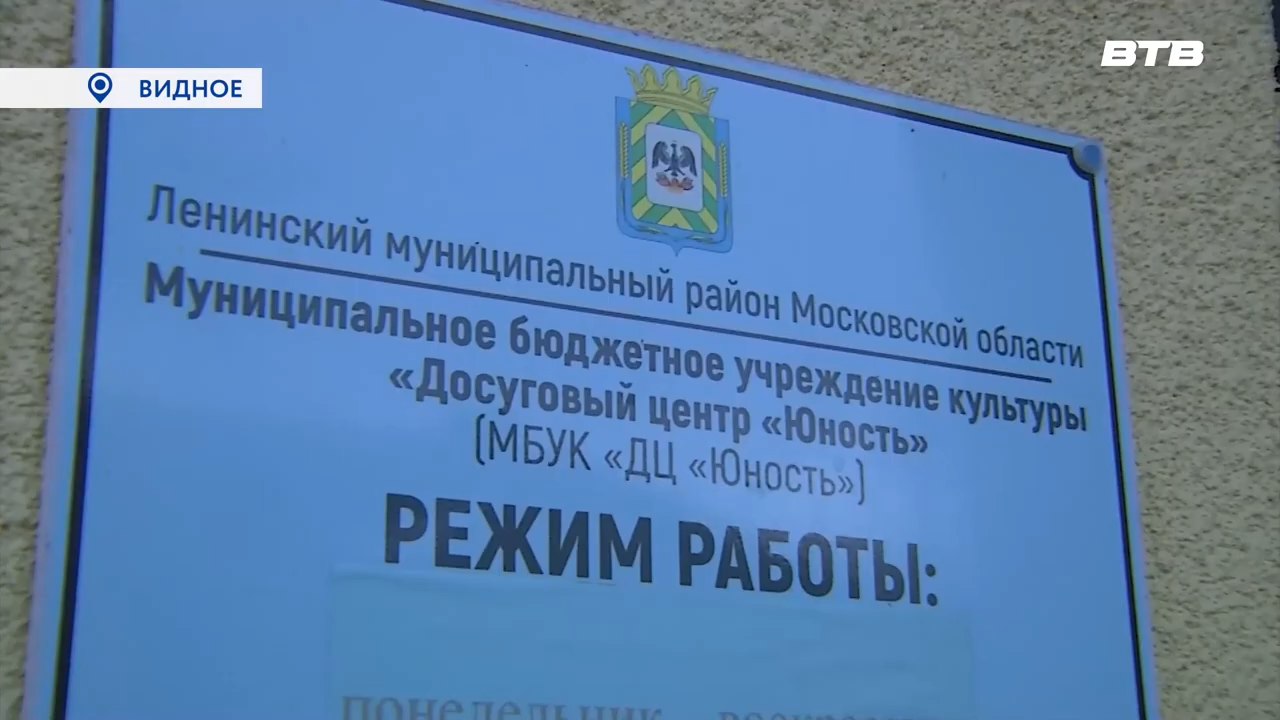 ВТВ
ВИДНОЕ
Ленинский муниципальный район Московской области
Муниципальное бюджетное учреждение культуры
«Досуговый центр «Юность»
(МБУК «ДЦ «Юность»)
РЕЖИМ РАБОТЫ:
понедельник